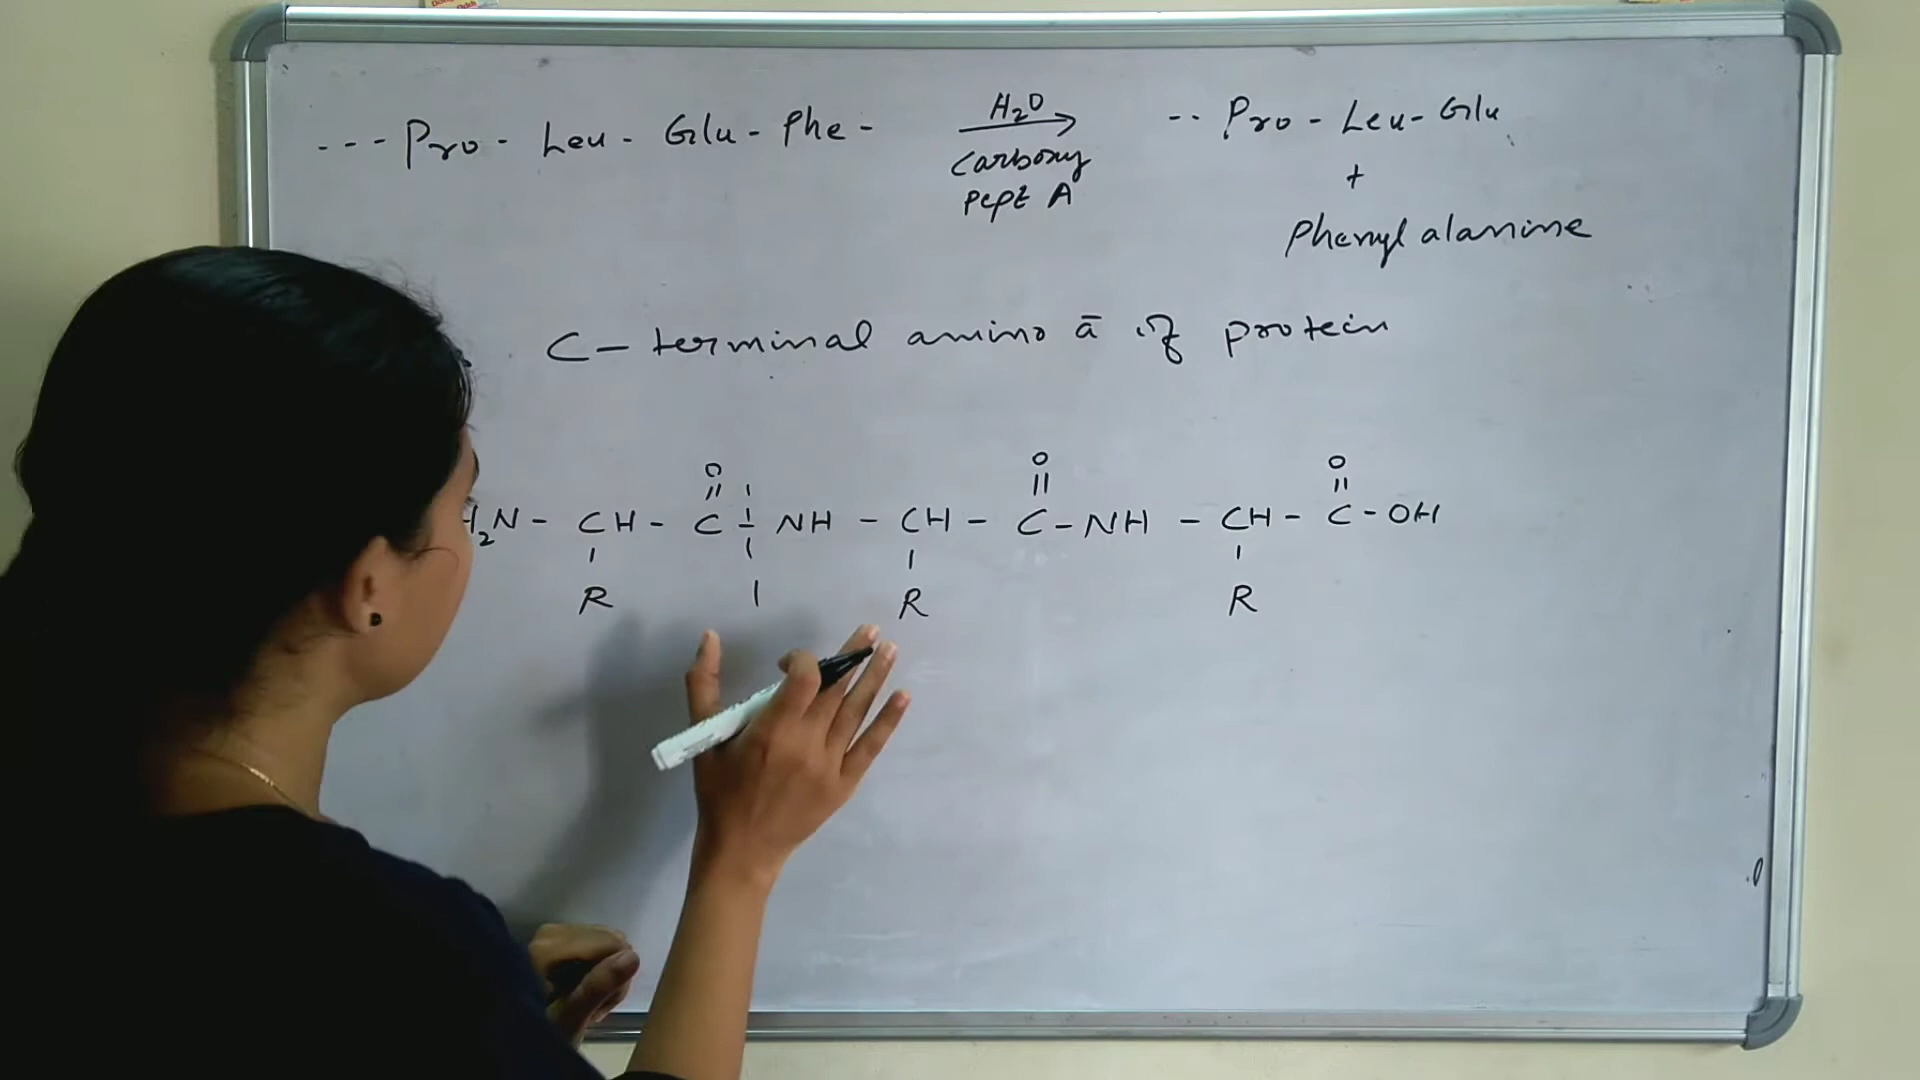 --- Pro - Leu - Glu - Phe - H2O -- Pro - Leu - Glu
Carboxy
Pept A
+
Phenyl alanine
C - terminal amino ā of protein
O O O
H2N - CH - C - NH - CH - C - NH - CH - C - OH
R R R